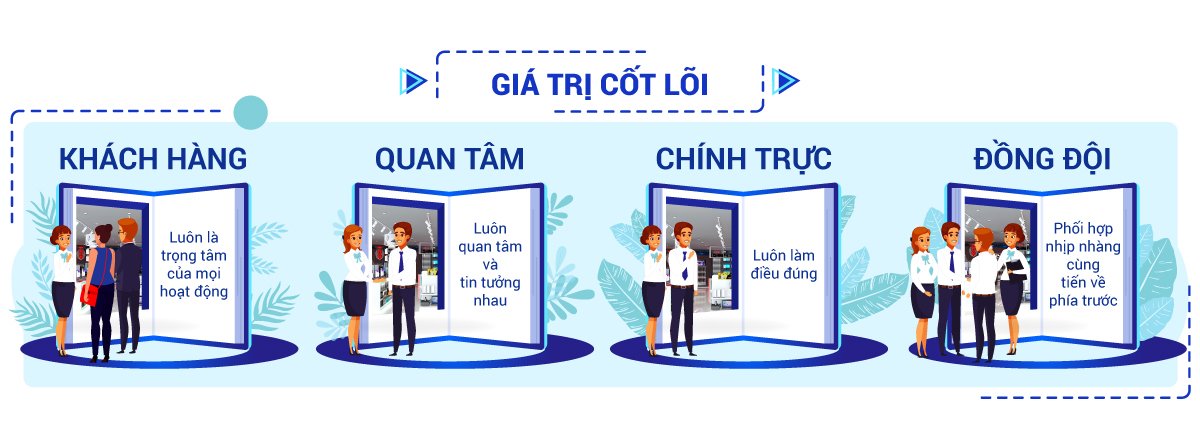 GIÁ TRỊ CỐT LÕI
KHÁCH HÀNG
Luôn là
trọng tâm
của mọi
hoạt động
QUAN TÂM
Luôn
quan tâm
và
tin tưởng
nhau
CHÍNH TRỰC
Luôn làm
điều đúng
ĐỒNG ĐỘI
Phối hợp
nhịp nhàng
cùng
tiến về
phía trước